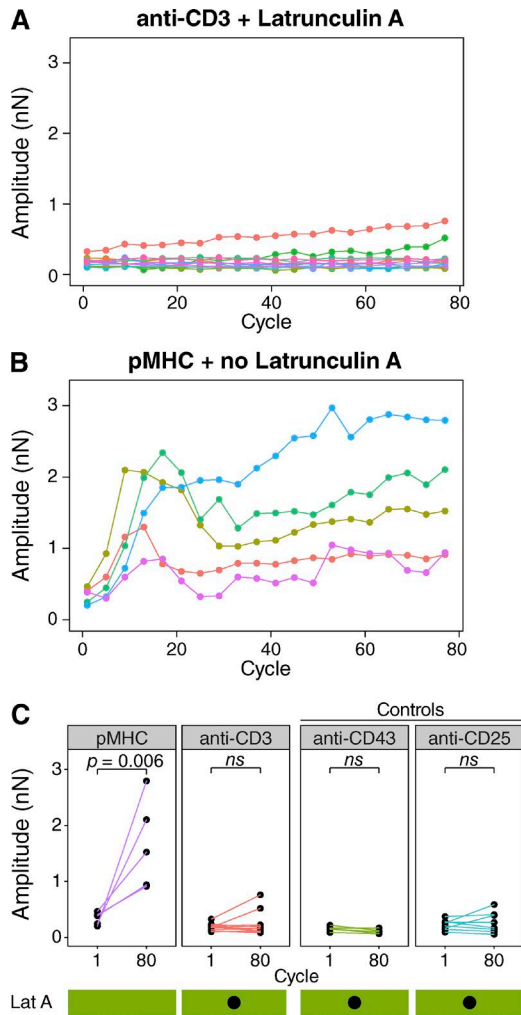 A
anti-CD3 + Latrunculin A
Amplitude (nN)
3
2
1
0
0 20 40 60 80
Cycle
B
pMHC + no Latrunculin A
Amplitude (nN)
3
2
1
0
0 20 40 60 80
Cycle
C
Controls
pMHC anti-CD3 anti-CD43 anti-CD25
p = 0.006 ns ns ns
Amplitude (nN)
3
2
1
0
1 80 1 80 1 80 1 80
Cycle
Lat A